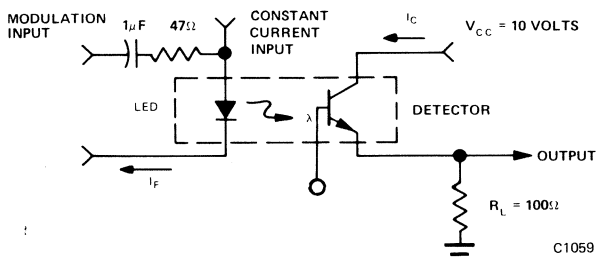 MODULATION
INPUT
1μF
47Ω
CONSTANT
CURRENT
INPUT
I_C
V_CC = 10 VOLTS
LED
λ
DETECTOR
I_F
OUTPUT
R_L = 100Ω
C1059